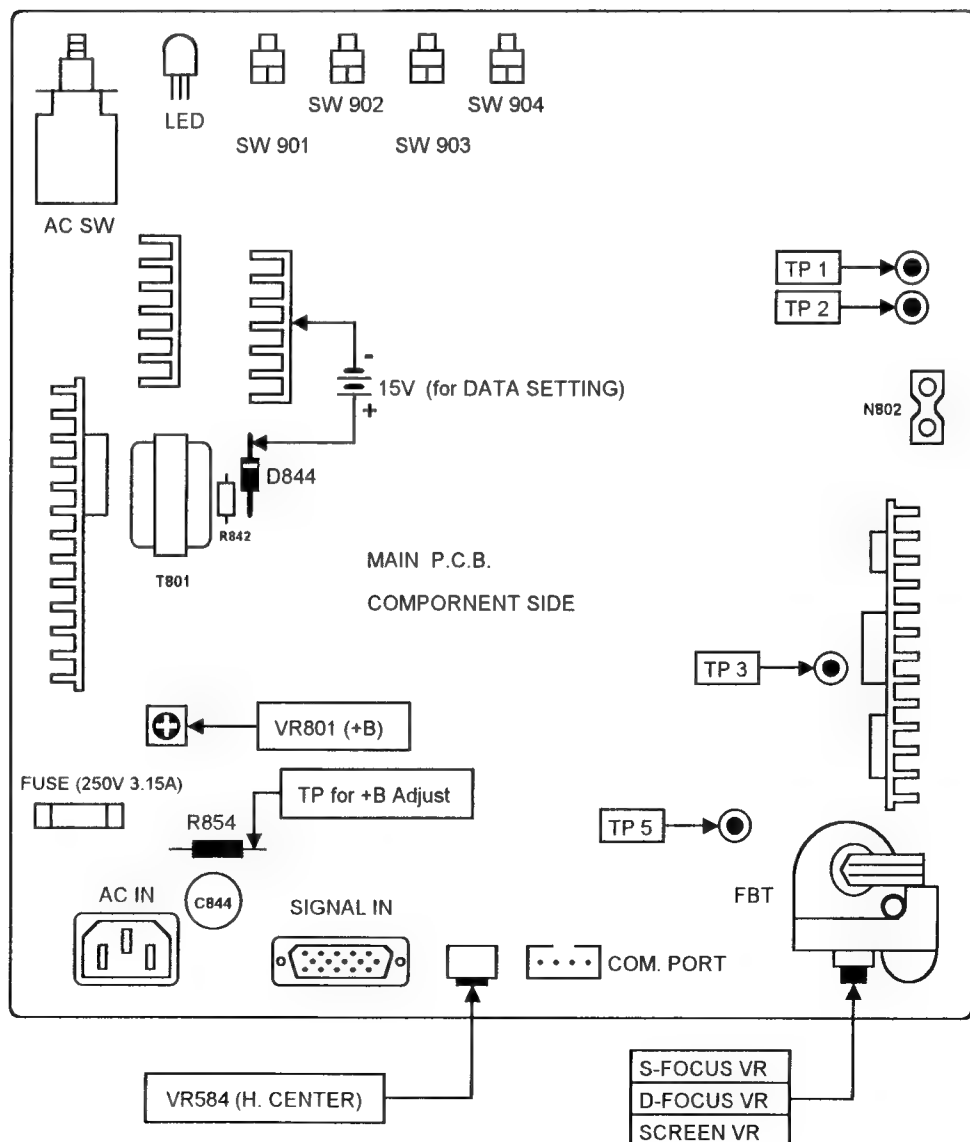 LED
SW 902
SW 904
SW 901
SW 903
AC SW
TP 1
TP 2
-
15V (for DATA SETTING)
+
N802
D844
R842
T801
MAIN P.C.B.
COMPORNENT SIDE
TP 3
VR801 (+B)
FUSE (250V 3.15A)
TP for +B Adjust
R854
TP 5
AC IN
C844
SIGNAL IN
FBT
COM. PORT
VR584 (H. CENTER)
S-FOCUS VR
D-FOCUS VR
SCREEN VR